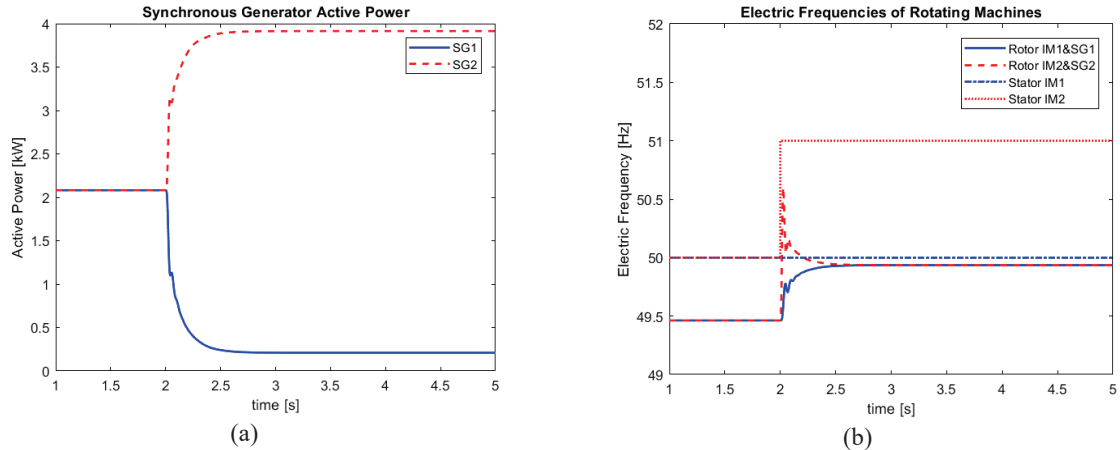 Synchronous Generator Active Power
4
3.5
3
2.5
2
1.5
1
0.5
0
Active Power [kW]
SG1
SG2
1 1.5 2 2.5 3 3.5 4 4.5 5
time [s]
(a)
Electric Frequencies of Rotating Machines
52
51.5
51
50.5
50
49.5
49
Electric Frequency [Hz]
Rotor IM1&SG1
Rotor IM2&SG2
Stator IM1
Stator IM2
1 1.5 2 2.5 3 3.5 4 4.5 5
time [s]
(b)